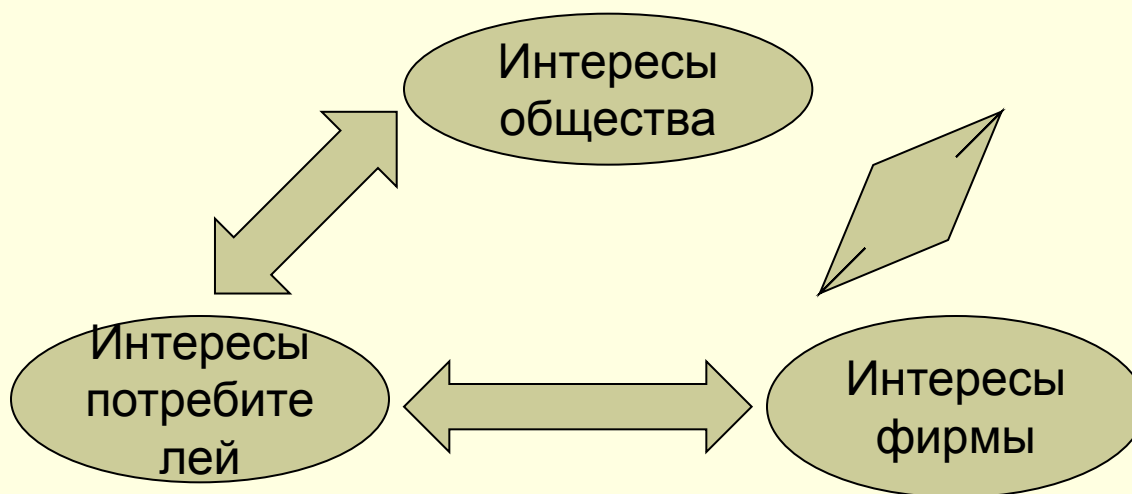 Интересы
общества
Интересы
потребите
лей
Интересы
фирмы